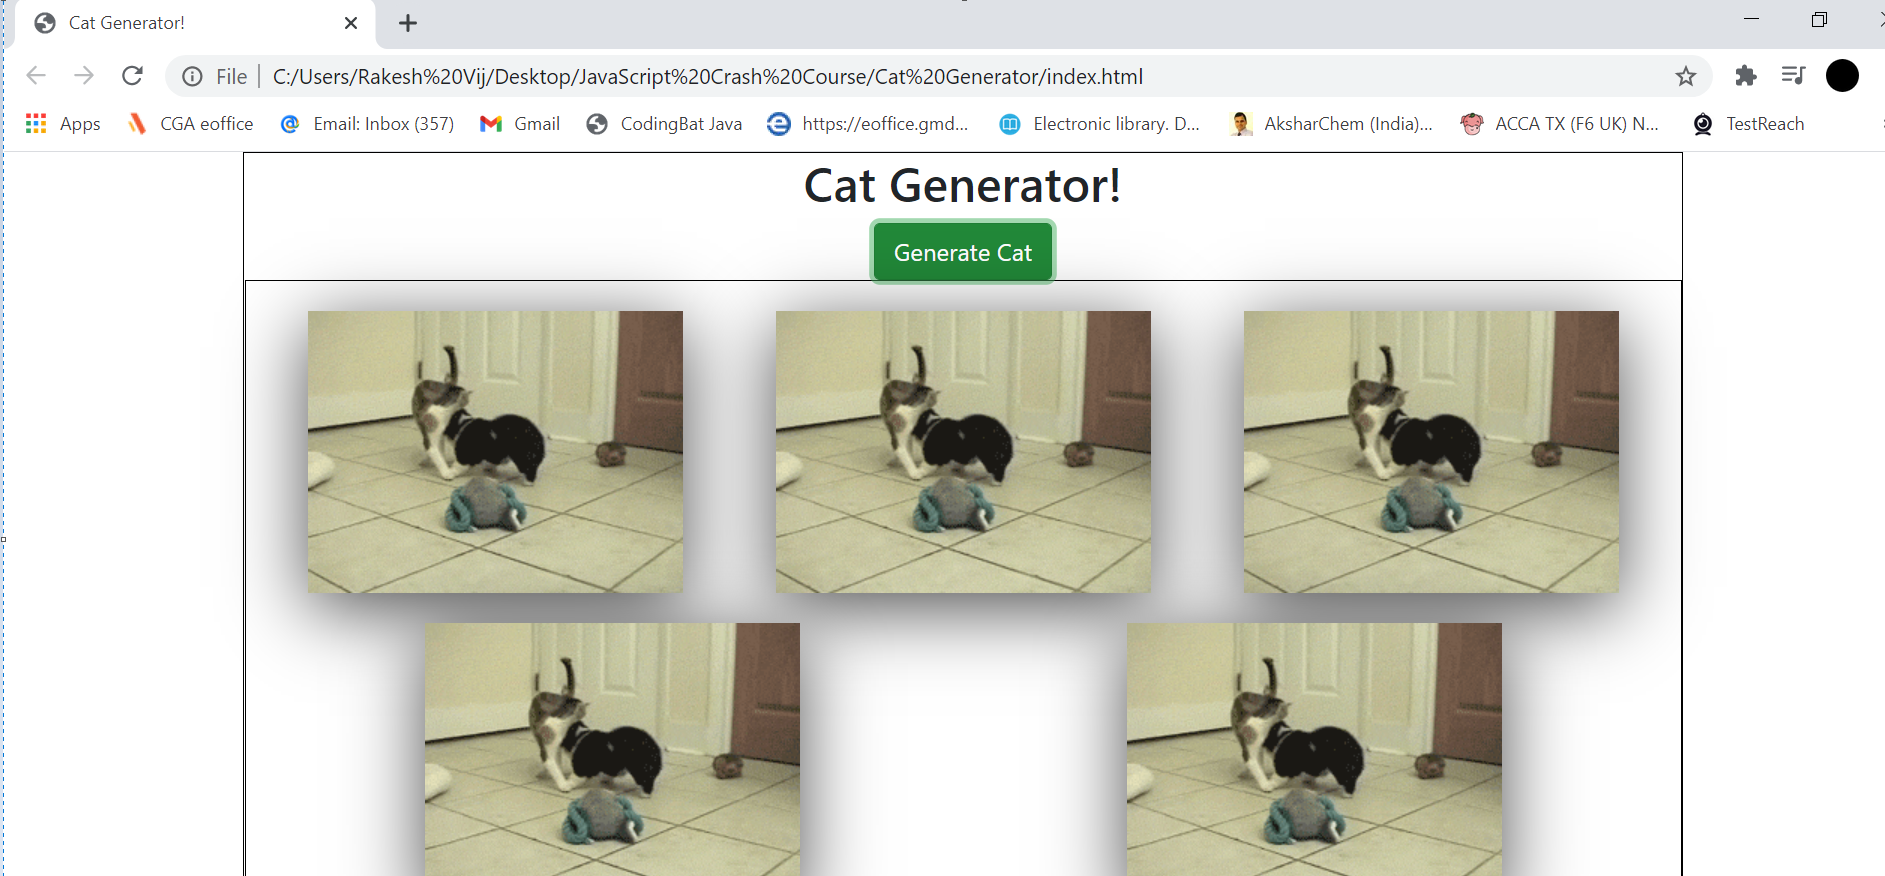 Cat Generator!
File C:/Users/Rakesh%20Vij/Desktop/JavaScript%20Crash%20Course/Cat%20Generator/index.html
Apps CGA eoffice Email: Inbox (357) Gmail CodingBat Java https://eoffice.gmd... Electronic library. D... AksharChem (India)... ACCA TX (F6 UK) N... TestReach
Cat Generator!
Generate Cat